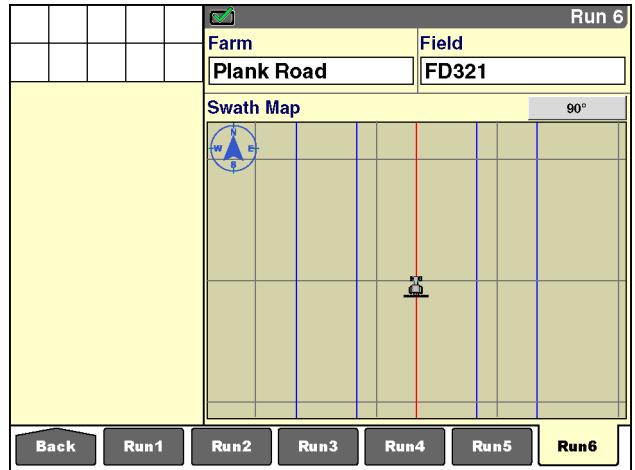 Run 6
Farm
Field
Plank Road
FD321
Swath Map
90°
N
W
E
S
Back
Run1
Run2
Run3
Run4
Run5
Run6